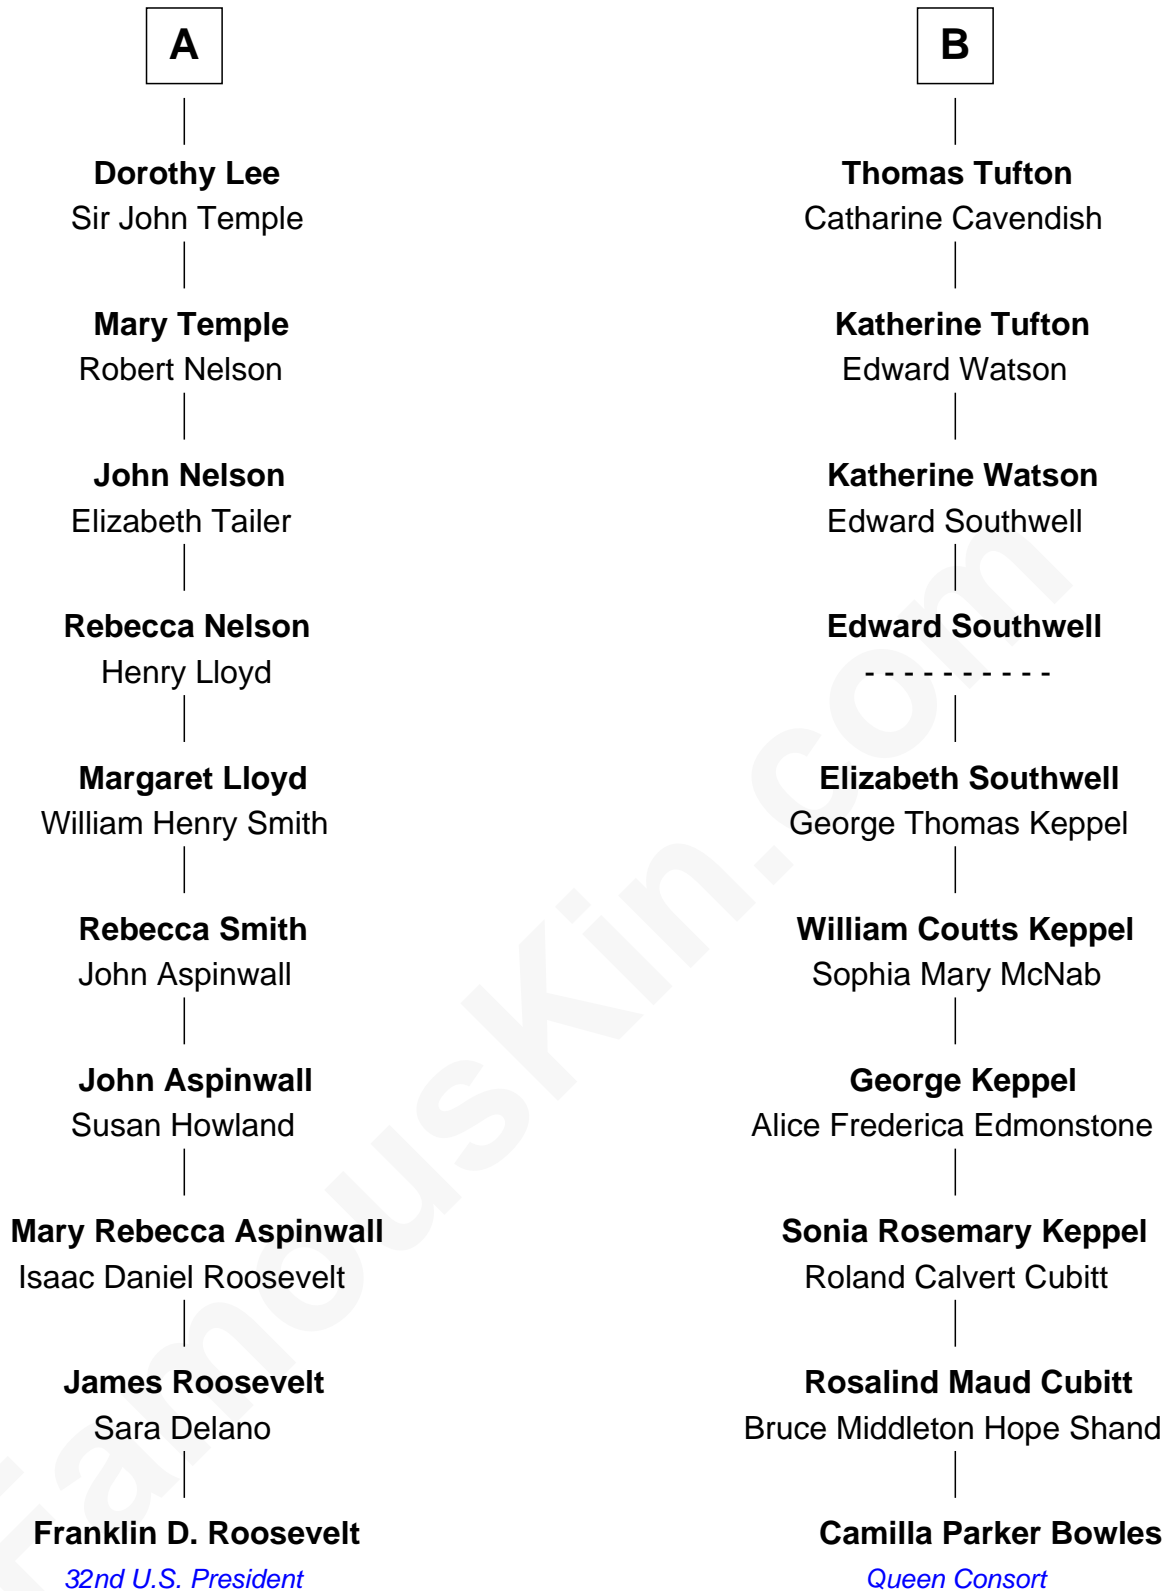 A
Dorothy Lee
Sir John Temple
Mary Temple
Robert Nelson
John Nelson
Elizabeth Tailer
Rebecca Nelson
Henry Lloyd
Margaret Lloyd
William Henry Smith
Rebecca Smith
John Aspinwall
John Aspinwall
Susan Howland
Mary Rebecca Aspinwall
Isaac Daniel Roosevelt
James Roosevelt
Sara Delano
Franklin D. Roosevelt
32nd U.S. President
B
Thomas Tufton
Catharine Cavendish
Katherine Tufton
Edward Watson
Katherine Watson
Edward Southwell
Edward Southwell
- - - - - - - - - -
Elizabeth Southwell
George Thomas Keppel
William Coutts Keppel
Sophia Mary McNab
George Keppel
Alice Frederica Edmonstone
Sonia Rosemary Keppel
Roland Calvert Cubitt
Rosalind Maud Cubitt
Bruce Middleton Hope Shand
Camilla Parker Bowles
Queen Consort
FamousKin.com